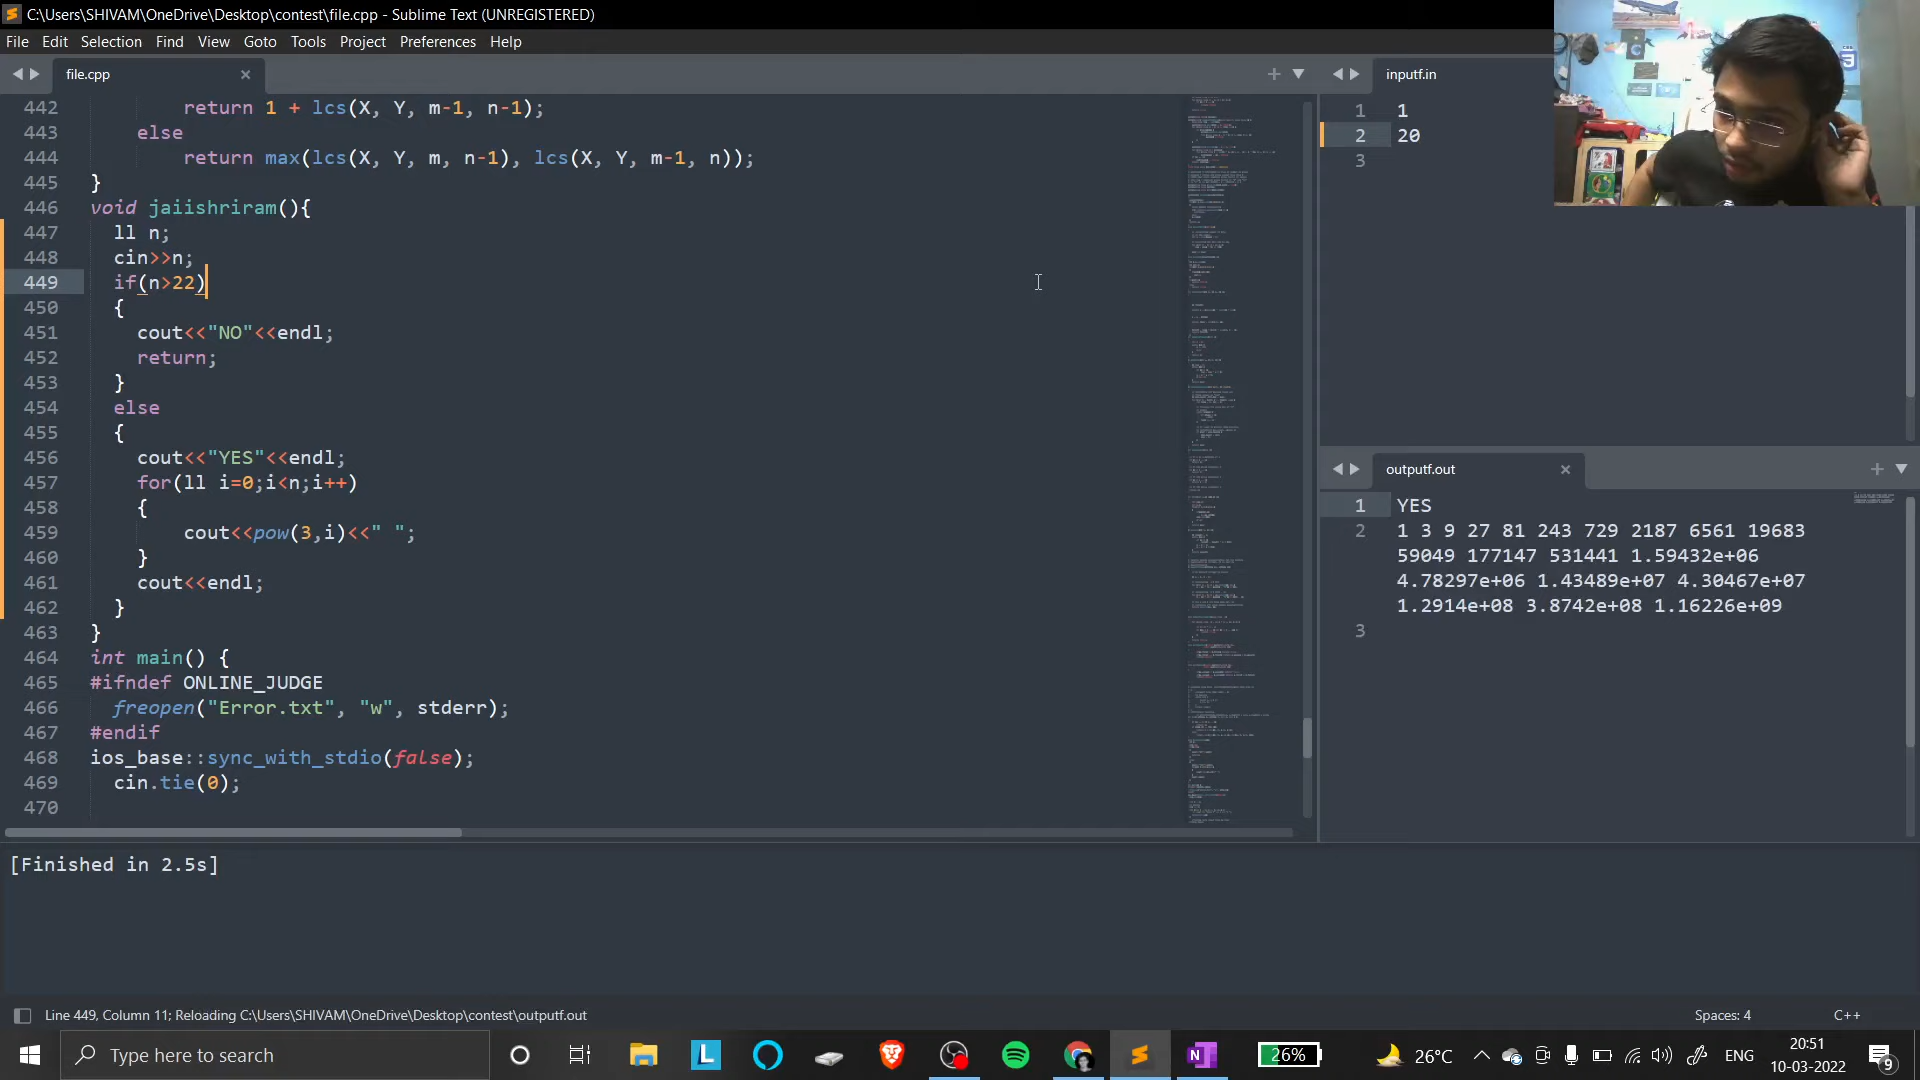 C:\Users\SHIVAM\OneDrive\Desktop\contest\file.cpp - Sublime Text (UNREGISTERED)
File Edit Selection Find View Goto Tools Project Preferences Help
file.cpp
442 return 1 + lcs(X, Y, m-1, n-1);
443 else
444 return max(lcs(X, Y, m, n-1), lcs(X, Y, m-1, n));
445 }
446 void jaiishriram(){
447 ll n;
448 cin>>n;
449 if(n>22)
450 {
451 cout<<"NO"<<endl;
452 return;
453 }
454 else
455 {
456 cout<<"YES"<<endl;
457 for(ll i=0;i<n;i++)
458 {
459 cout<<pow(3,i)<<" ";
460 }
461 cout<<endl;
462 }
463 }
464 int main() {
465 #ifndef ONLINE_JUDGE
466 freopen("Error.txt", "w", stderr);
467 #endif
468 ios_base::sync_with_stdio(false);
469 cin.tie(0);
470
inputf.in
1 1
2 20
3
outputf.out
1 YES
2 1 3 9 27 81 243 729 2187 6561 19683
59049 177147 531441 1.59432e+06
4.78297e+06 1.43489e+07 4.30467e+07
1.2914e+08 3.8742e+08 1.16226e+09
3
[Finished in 2.5s]
Line 449, Column 11; Reloading C:\Users\SHIVAM\OneDrive\Desktop\contest\outputf.out
Spaces: 4 C++
Type here to search
L
26%
26°C
ENG
20:51
10-03-2022
9